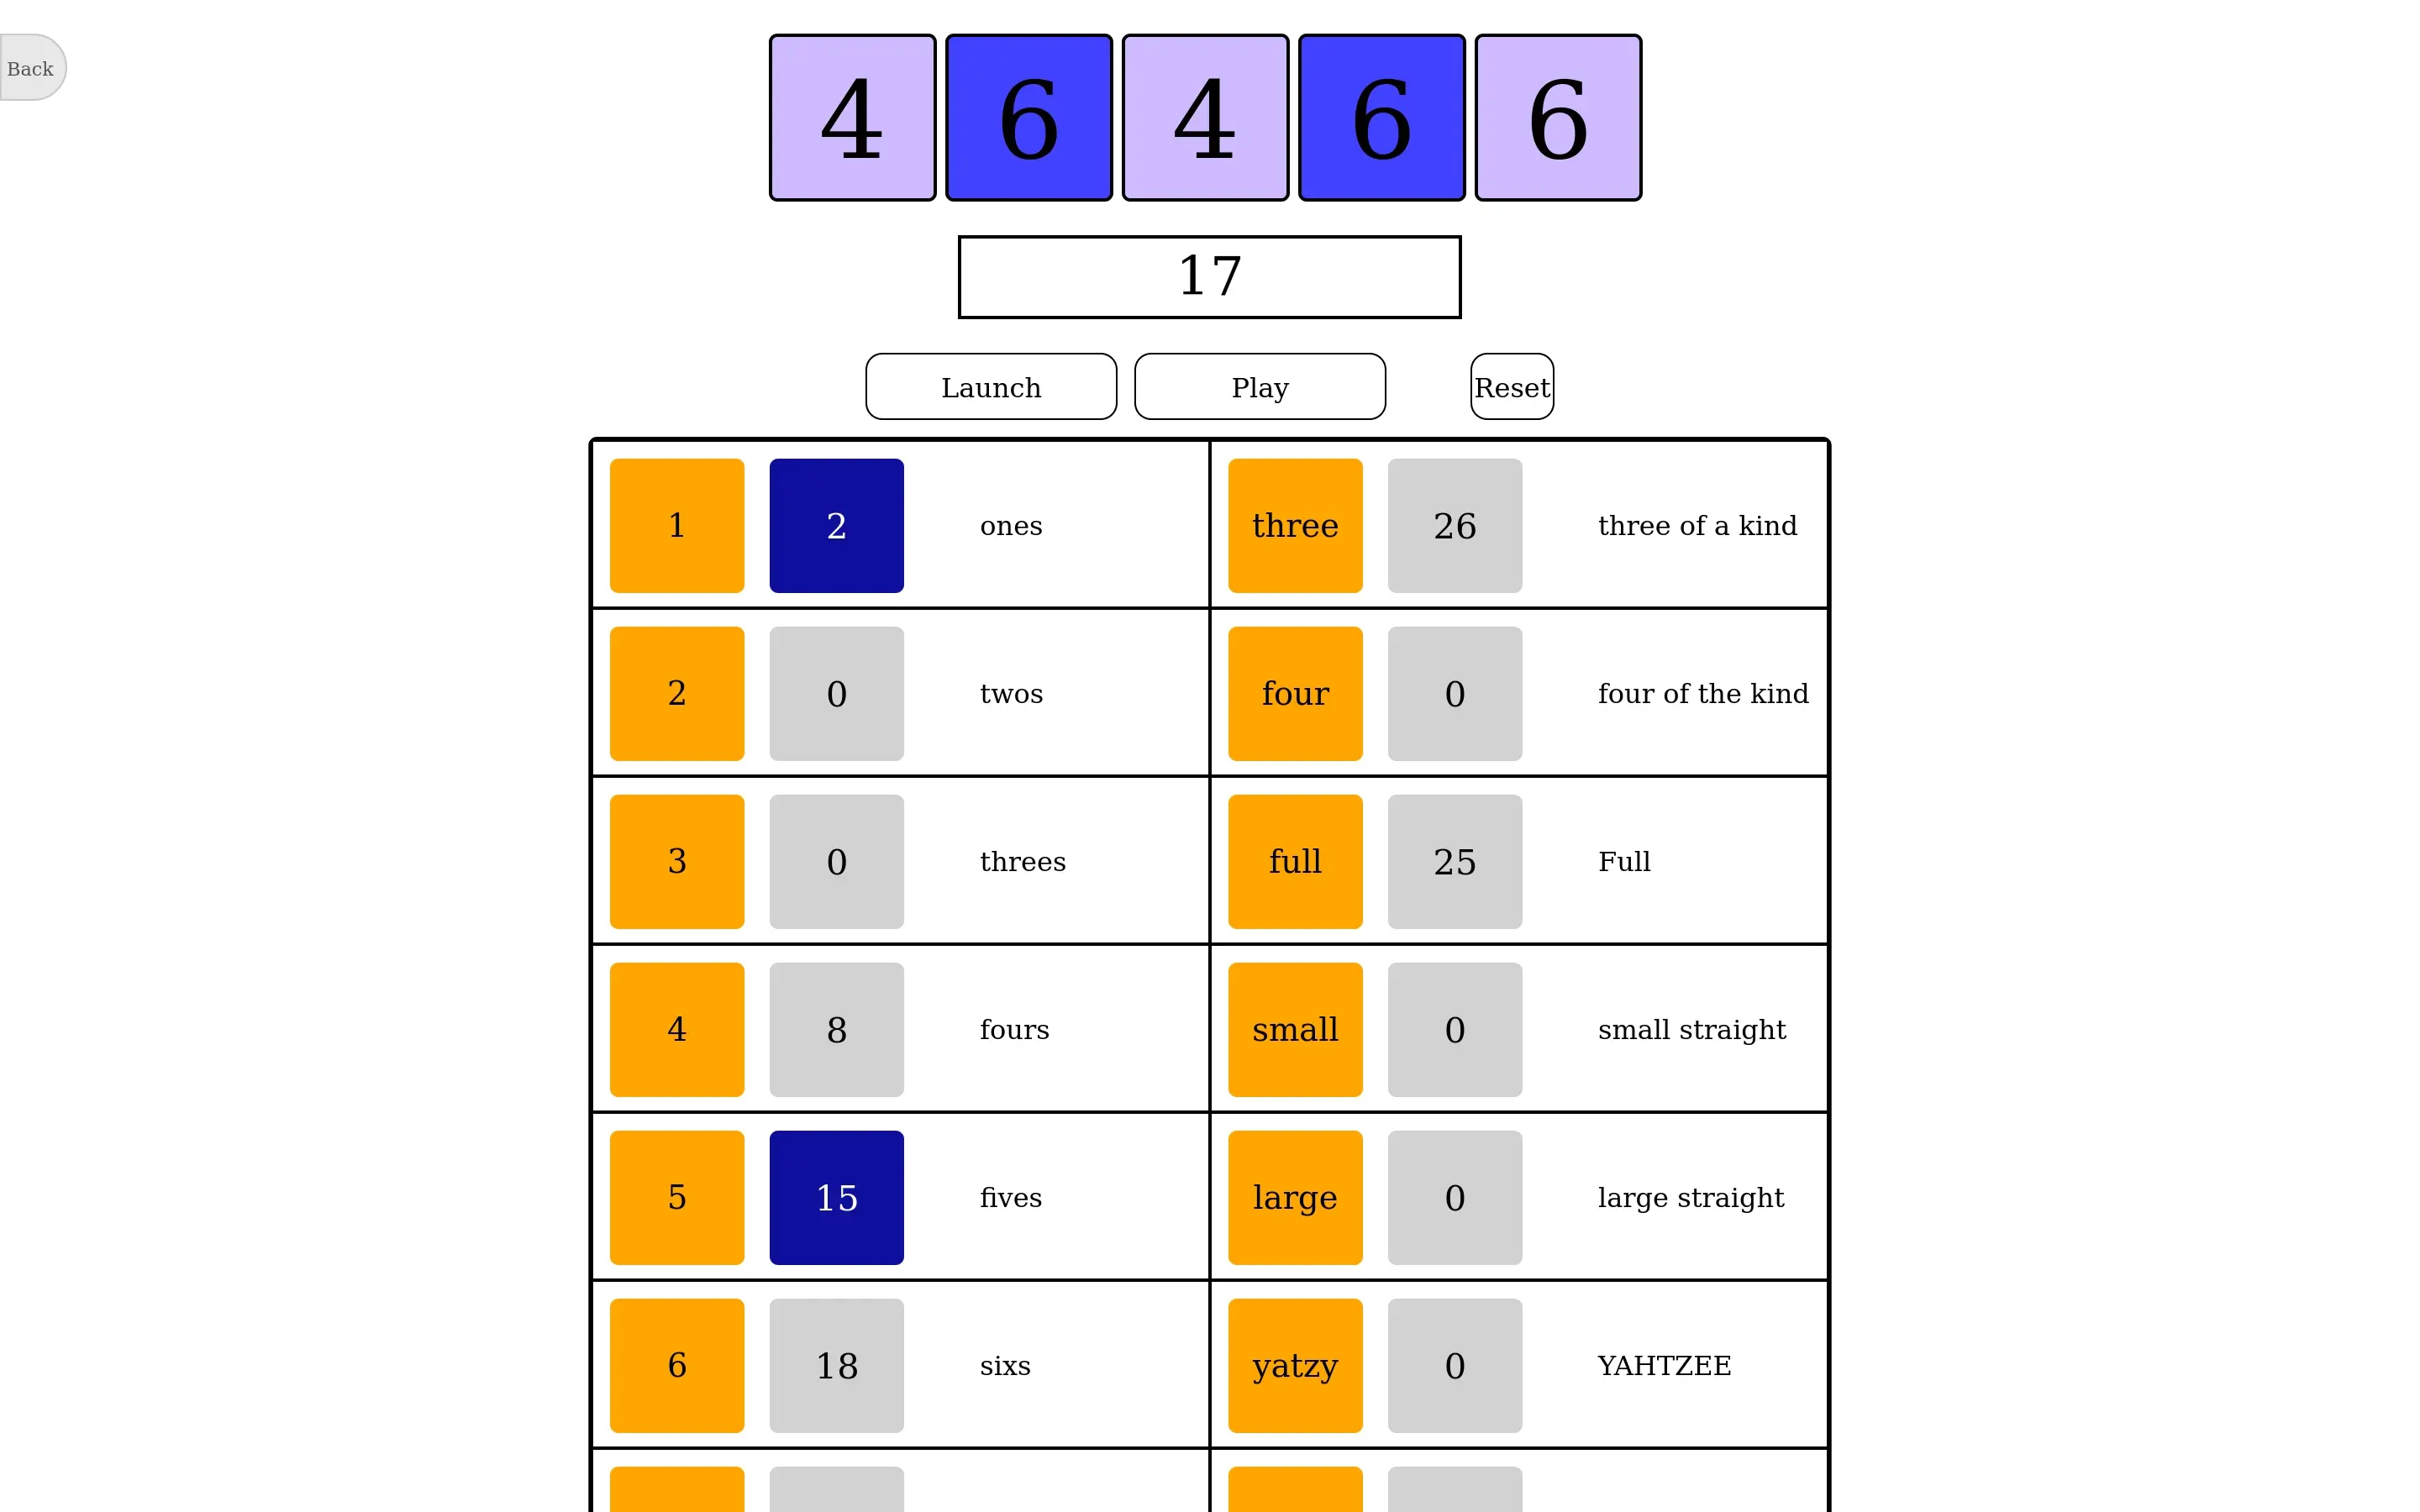 Back
4 6 4 6 6
17
Launch Play Reset
1 2 ones three 26 three of a kind
2 0 twos four 0 four of the kind
3 0 threes full 25 Full
4 8 fours small 0 small straight
5 15 fives large 0 large straight
6 18 sixs yatzy 0 YAHTZEE